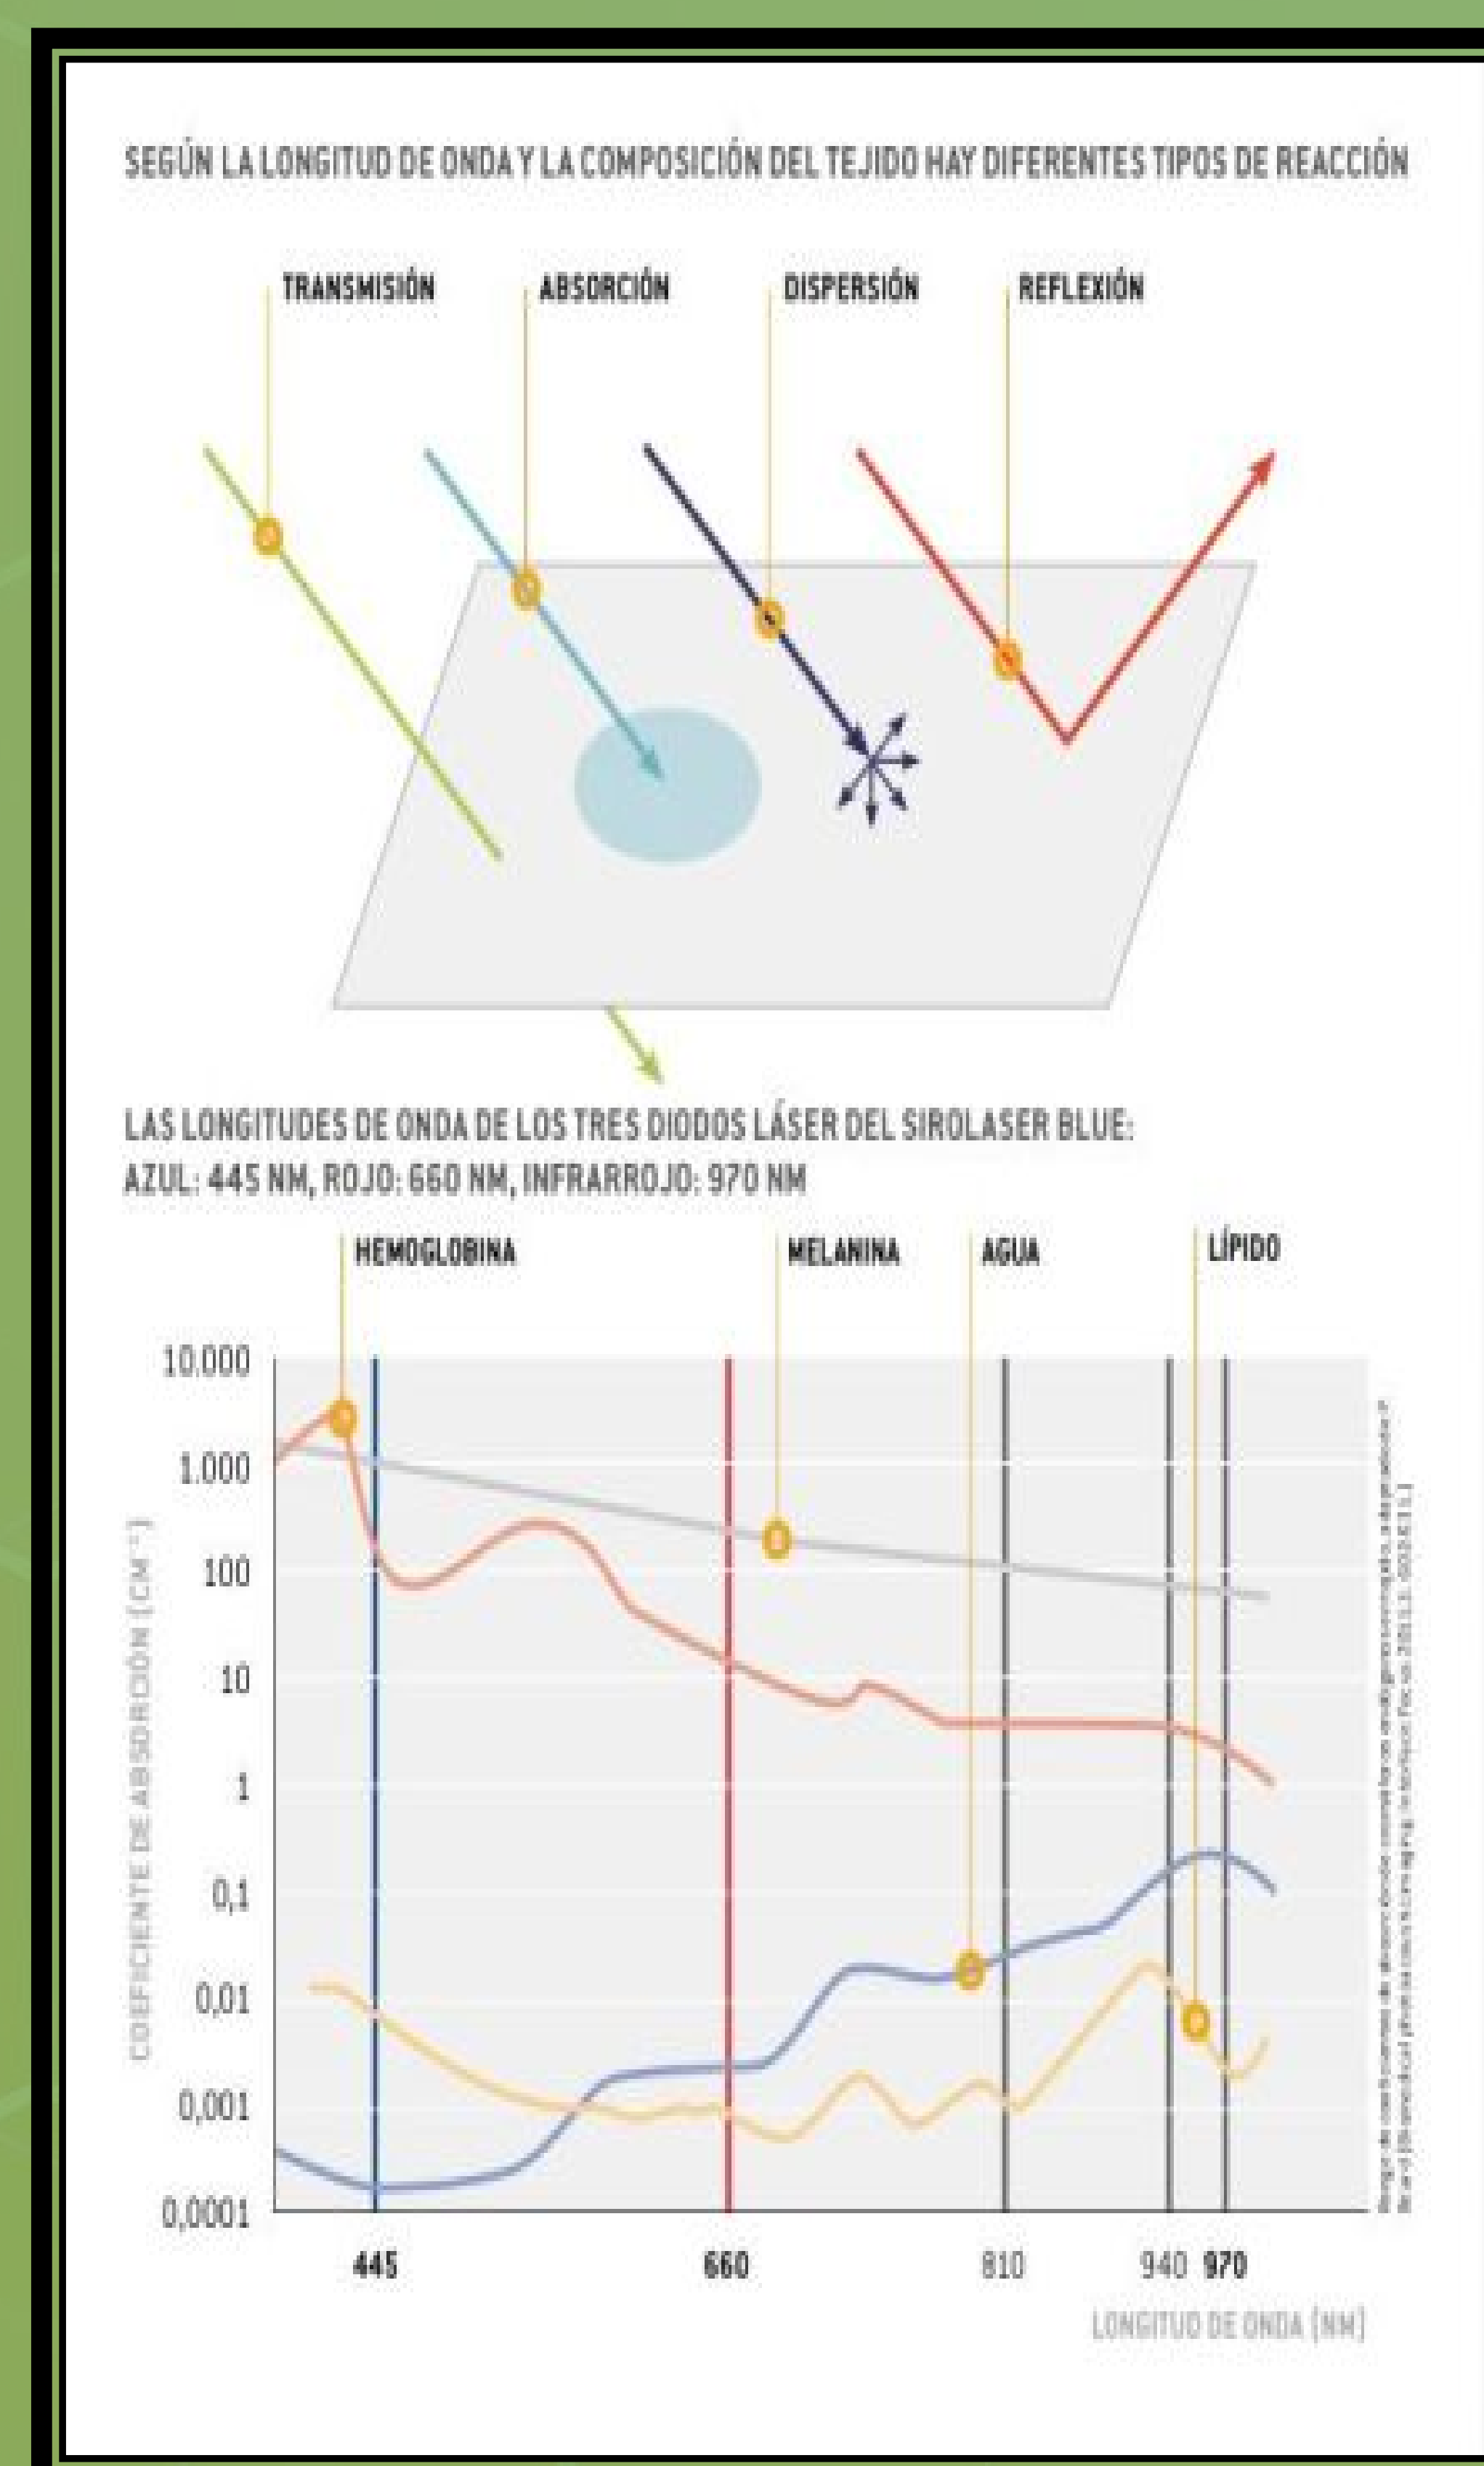 SEGÚN LA LONGITUD DE ONDA Y LA COMPOSICIÓN DEL TEJIDO HAY DIFERENTES TIPOS DE REACCIÓN
TRANSMISIÓN
ABSORCIÓN
DISPERSIÓN
REFLEXIÓN
LAS LONGITUDES DE ONDA DE LOS TRES DIODOS LÁSER DEL SIROLASER BLUE:
AZUL: 445 NM, ROJO: 660 NM, INFRARROJO: 970 NM
HEMOGLOBINA
MELANINA
AGUA
LÍPIDO
10.000
1.000
100
10
1
0,1
0,01
0,001
0,0001
COEFICIENTE DE ABSORCIÓN (CM⁻¹)
445
660
810
940
970
LONGITUD DE ONDA (NM)